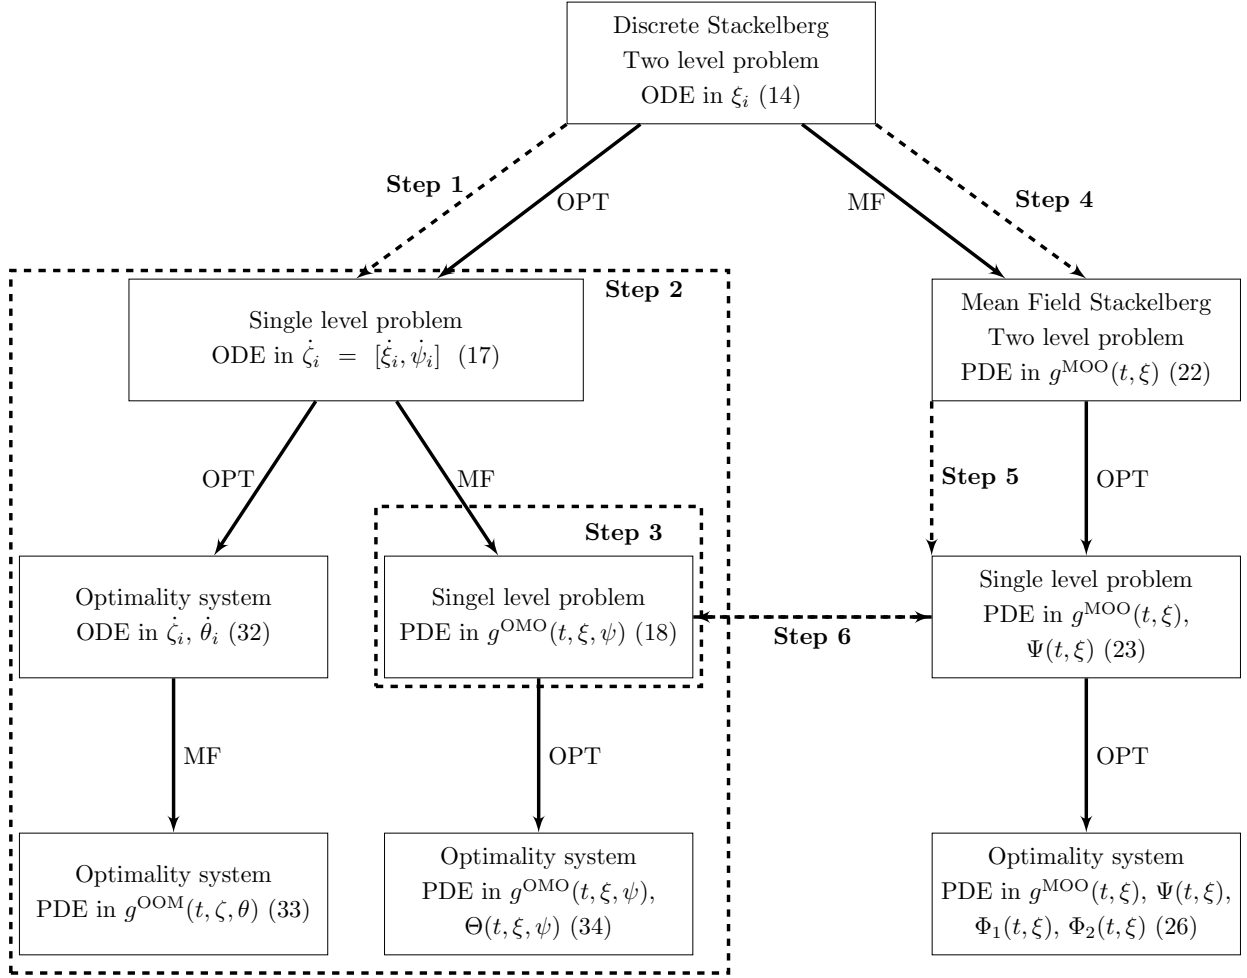 Discrete Stackelberg
Two level problem
ODE in ξ_i (14)
Step 1
OPT
MF
Step 4
Step 2
Single level problem
ODE in ζ̇_i = [ξ̇_i, ψ̇_i] (17)
Mean Field Stackelberg
Two level problem
PDE in g^MOO(t, ξ) (22)
OPT
MF
Step 5
OPT
Step 3
Optimality system
ODE in ζ̇_i, θ̇_i (32)
Singel level problem
PDE in g^OMO(t, ξ, ψ) (18)
Step 6
Single level problem
PDE in g^MOO(t, ξ),
Ψ(t, ξ) (23)
MF
OPT
OPT
Optimality system
PDE in g^OOM(t, ζ, θ) (33)
Optimality system
PDE in g^OMO(t, ξ, ψ),
Θ(t, ξ, ψ) (34)
Optimality system
PDE in g^MOO(t, ξ), Ψ(t, ξ),
Φ_1(t, ξ), Φ_2(t, ξ) (26)